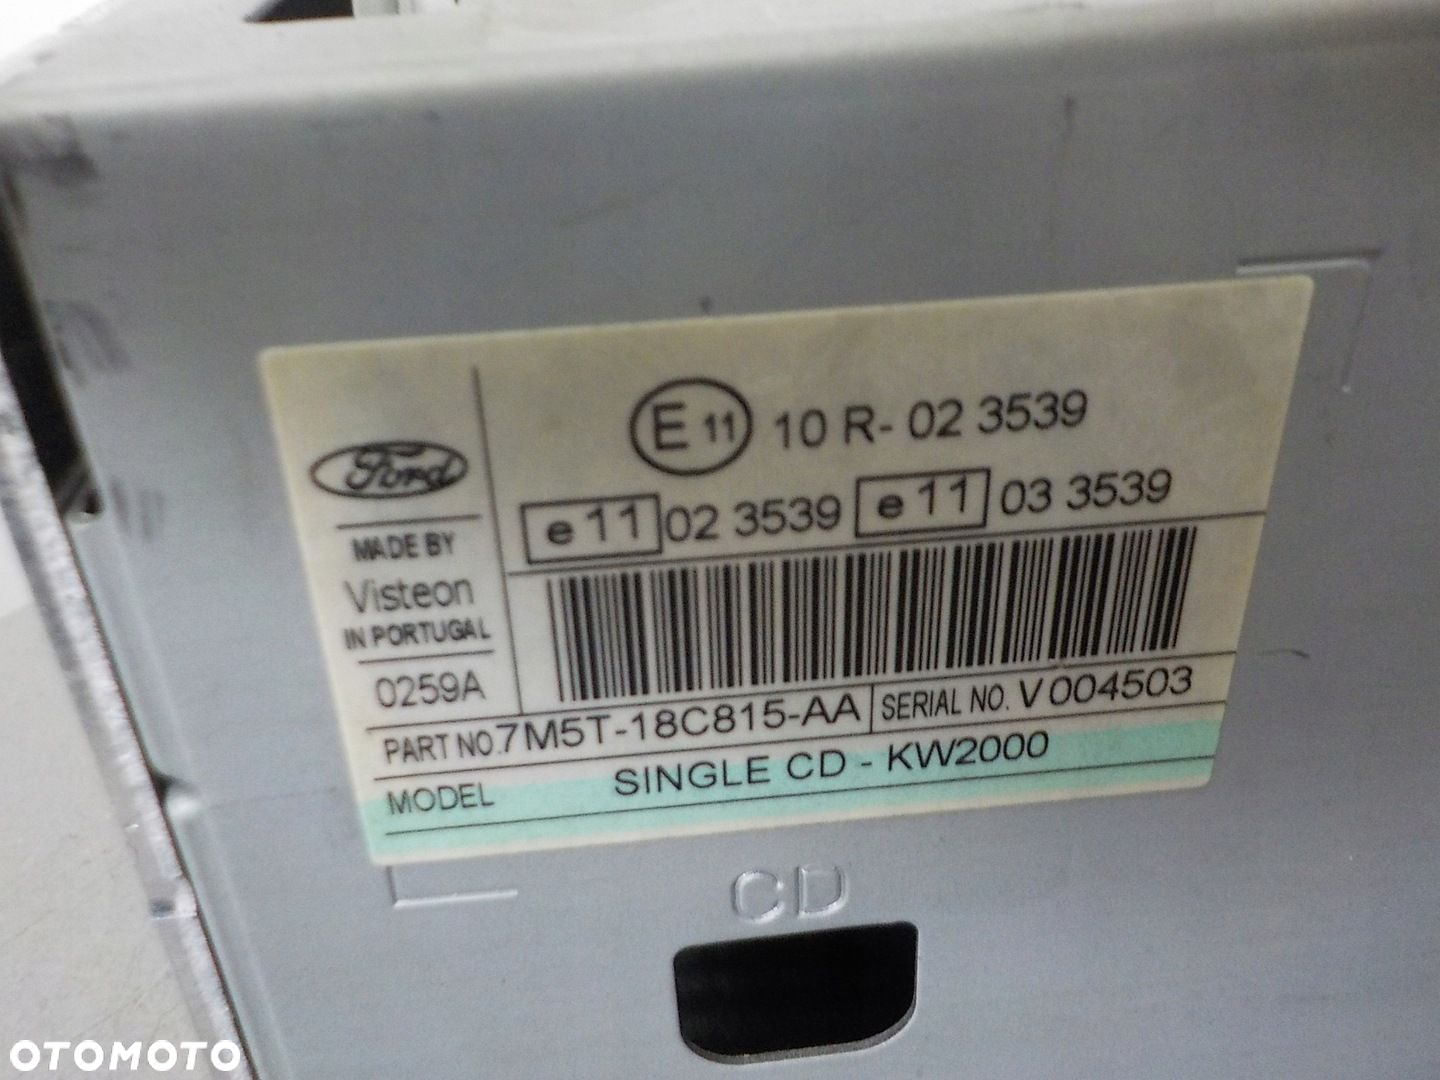 E 11 10 R- 02 3539
Ford
e 11 02 3539 e 11 03 3539
MADE BY
Visteon
IN PORTUGAL
0259A
PART NO. 7M5T-18C815-AA SERIAL NO. V 004503
MODEL SINGLE CD - KW2000
CD
OTOMOTO